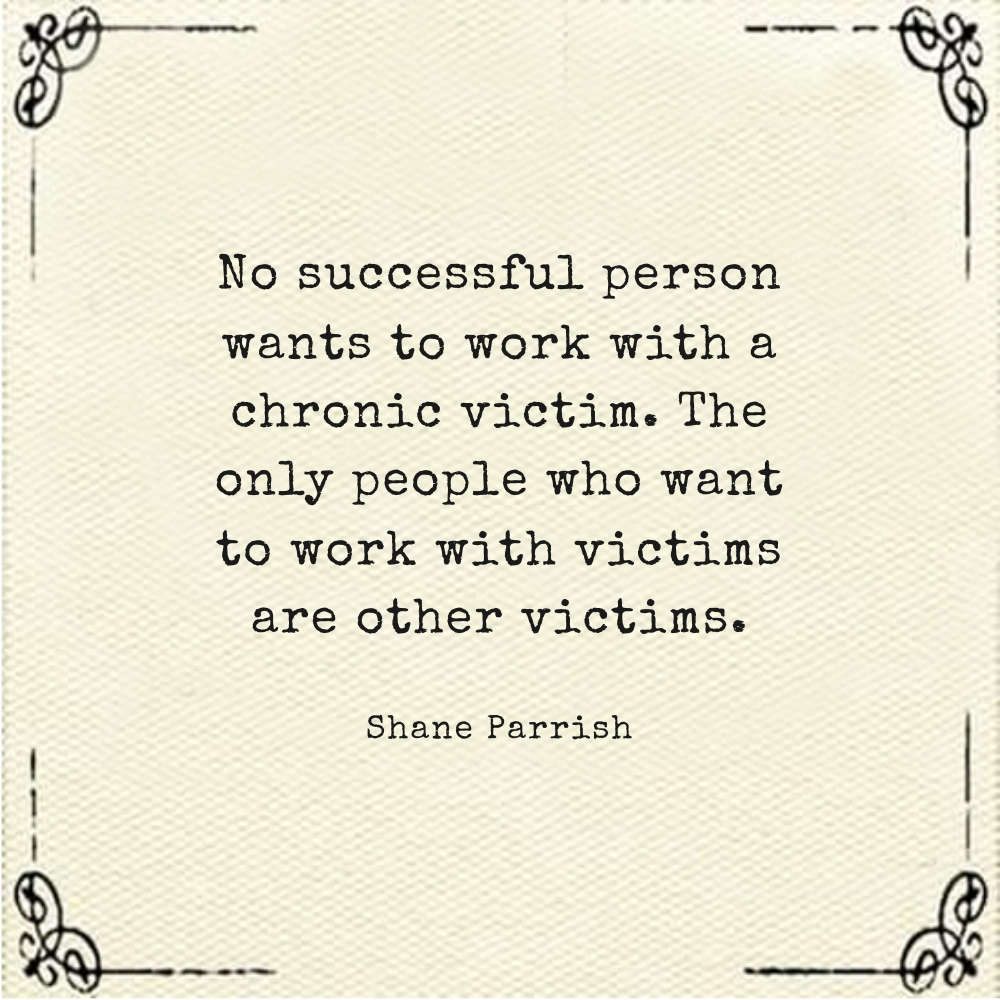 No successful person
wants to work with a
chronic victim. The
only people who want
to work with victims
are other victims.
Shane Parrish